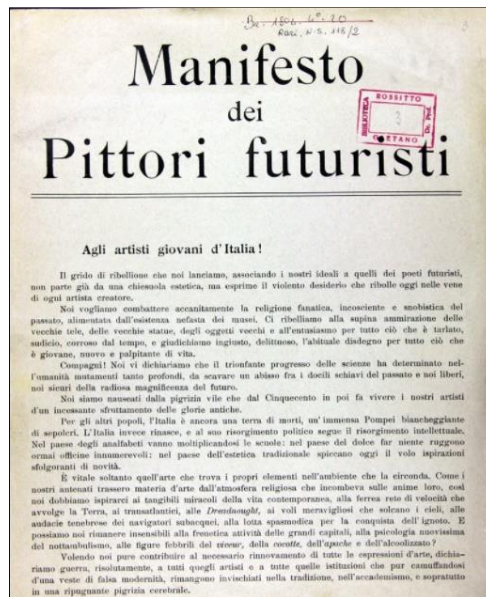 Ba. 1804. 4º. 20
Rari. N.S. 118/2
3
Manifesto
dei
Pittori futuristi
ROSSITTO
BIBLIOTECA
3
Dr. Prof.
GAETANO
Agli artisti giovani d'Italia!
Il grido di ribellione che noi lanciamo, associando i nostri ideali a quelli dei poeti futuristi,
non parte già da una chiesuola estetica, ma esprime il violento desiderio che ribolle oggi nelle vene
di ogni artista creatore.
Noi vogliamo combattere accanitamente la religione fanatica, incosciente e snobistica del
passato, alimentata dall'esistenza nefasta dei musei. Ci ribelliamo alla supina ammirazione delle
vecchie tele, delle vecchie statue, degli oggetti vecchi e all'entusiasmo per tutto ciò che è tarlato,
sudicio, corroso dal tempo, e giudichiamo ingiusto, delittuoso, l'abituale disdegno per tutto ciò che
è giovane, nuovo e palpitante di vita.
Compagni! Noi vi dichiariamo che il trionfante progresso delle scienze ha determinato nel-
l'umanità mutamenti tanto profondi, da scavare un abisso fra i docili schiavi del passato e noi liberi,
noi sicuri della radiosa magnificenza del futuro.
Noi siamo nauseati dalla pigrizia vile che dal Cinquecento in poi fa vivere i nostri artisti
d'un incessante sfruttamento delle glorie antiche.
Per gli altri popoli, l'Italia è ancora una terra di morti, un'immensa Pompei biancheggiante
di sepolcri. L'Italia invece rinasce, e al suo risorgimento politico segue il risorgimento intellettuale.
Nel paese degli analfabeti vanno moltiplicandosi le scuole: nel paese del dolce far niente ruggono
ormai officine innumerevoli: nel paese dell'estetica tradizionale spiccano oggi il volo ispirazioni
sfolgoranti di novità.
È vitale soltanto quell'arte che trova i propri elementi nell'ambiente che la circonda. Come i
nostri antenati trassero materia d'arte dall'atmosfera religiosa che incombeva sulle anime loro, così
noi dobbiamo ispirarci ai tangibili miracoli della vita contemporanea, alla ferrea rete di velocità che
avvolge la Terra, ai transatlantici, alle Dreadnought, ai voli meravigliosi che solcano i cieli, alle
audacie tenebrose dei navigatori subacquei, alla lotta spasmodica per la conquista dell'ignoto. E
possiamo noi rimanere insensibili alla frenetica attività delle grandi capitali, alla psicologia nuovissima
del nottambulismo, alle figure febbrili del viveur, della cocotte, dell'apache e dell'alcoolizzato?
Volendo noi pure contribuire al necessario rinnovamento di tutte le espressioni d'arte, dichia-
riamo guerra, risolutamente, a tutti quegli artisti e a tutte quelle istituzioni che pur camuffandosi
d'una veste di falsa modernità, rimangono invischiati nella tradizione, nell'accademismo, e sopratutto
in una ripugnante pigrizia cerebrale.